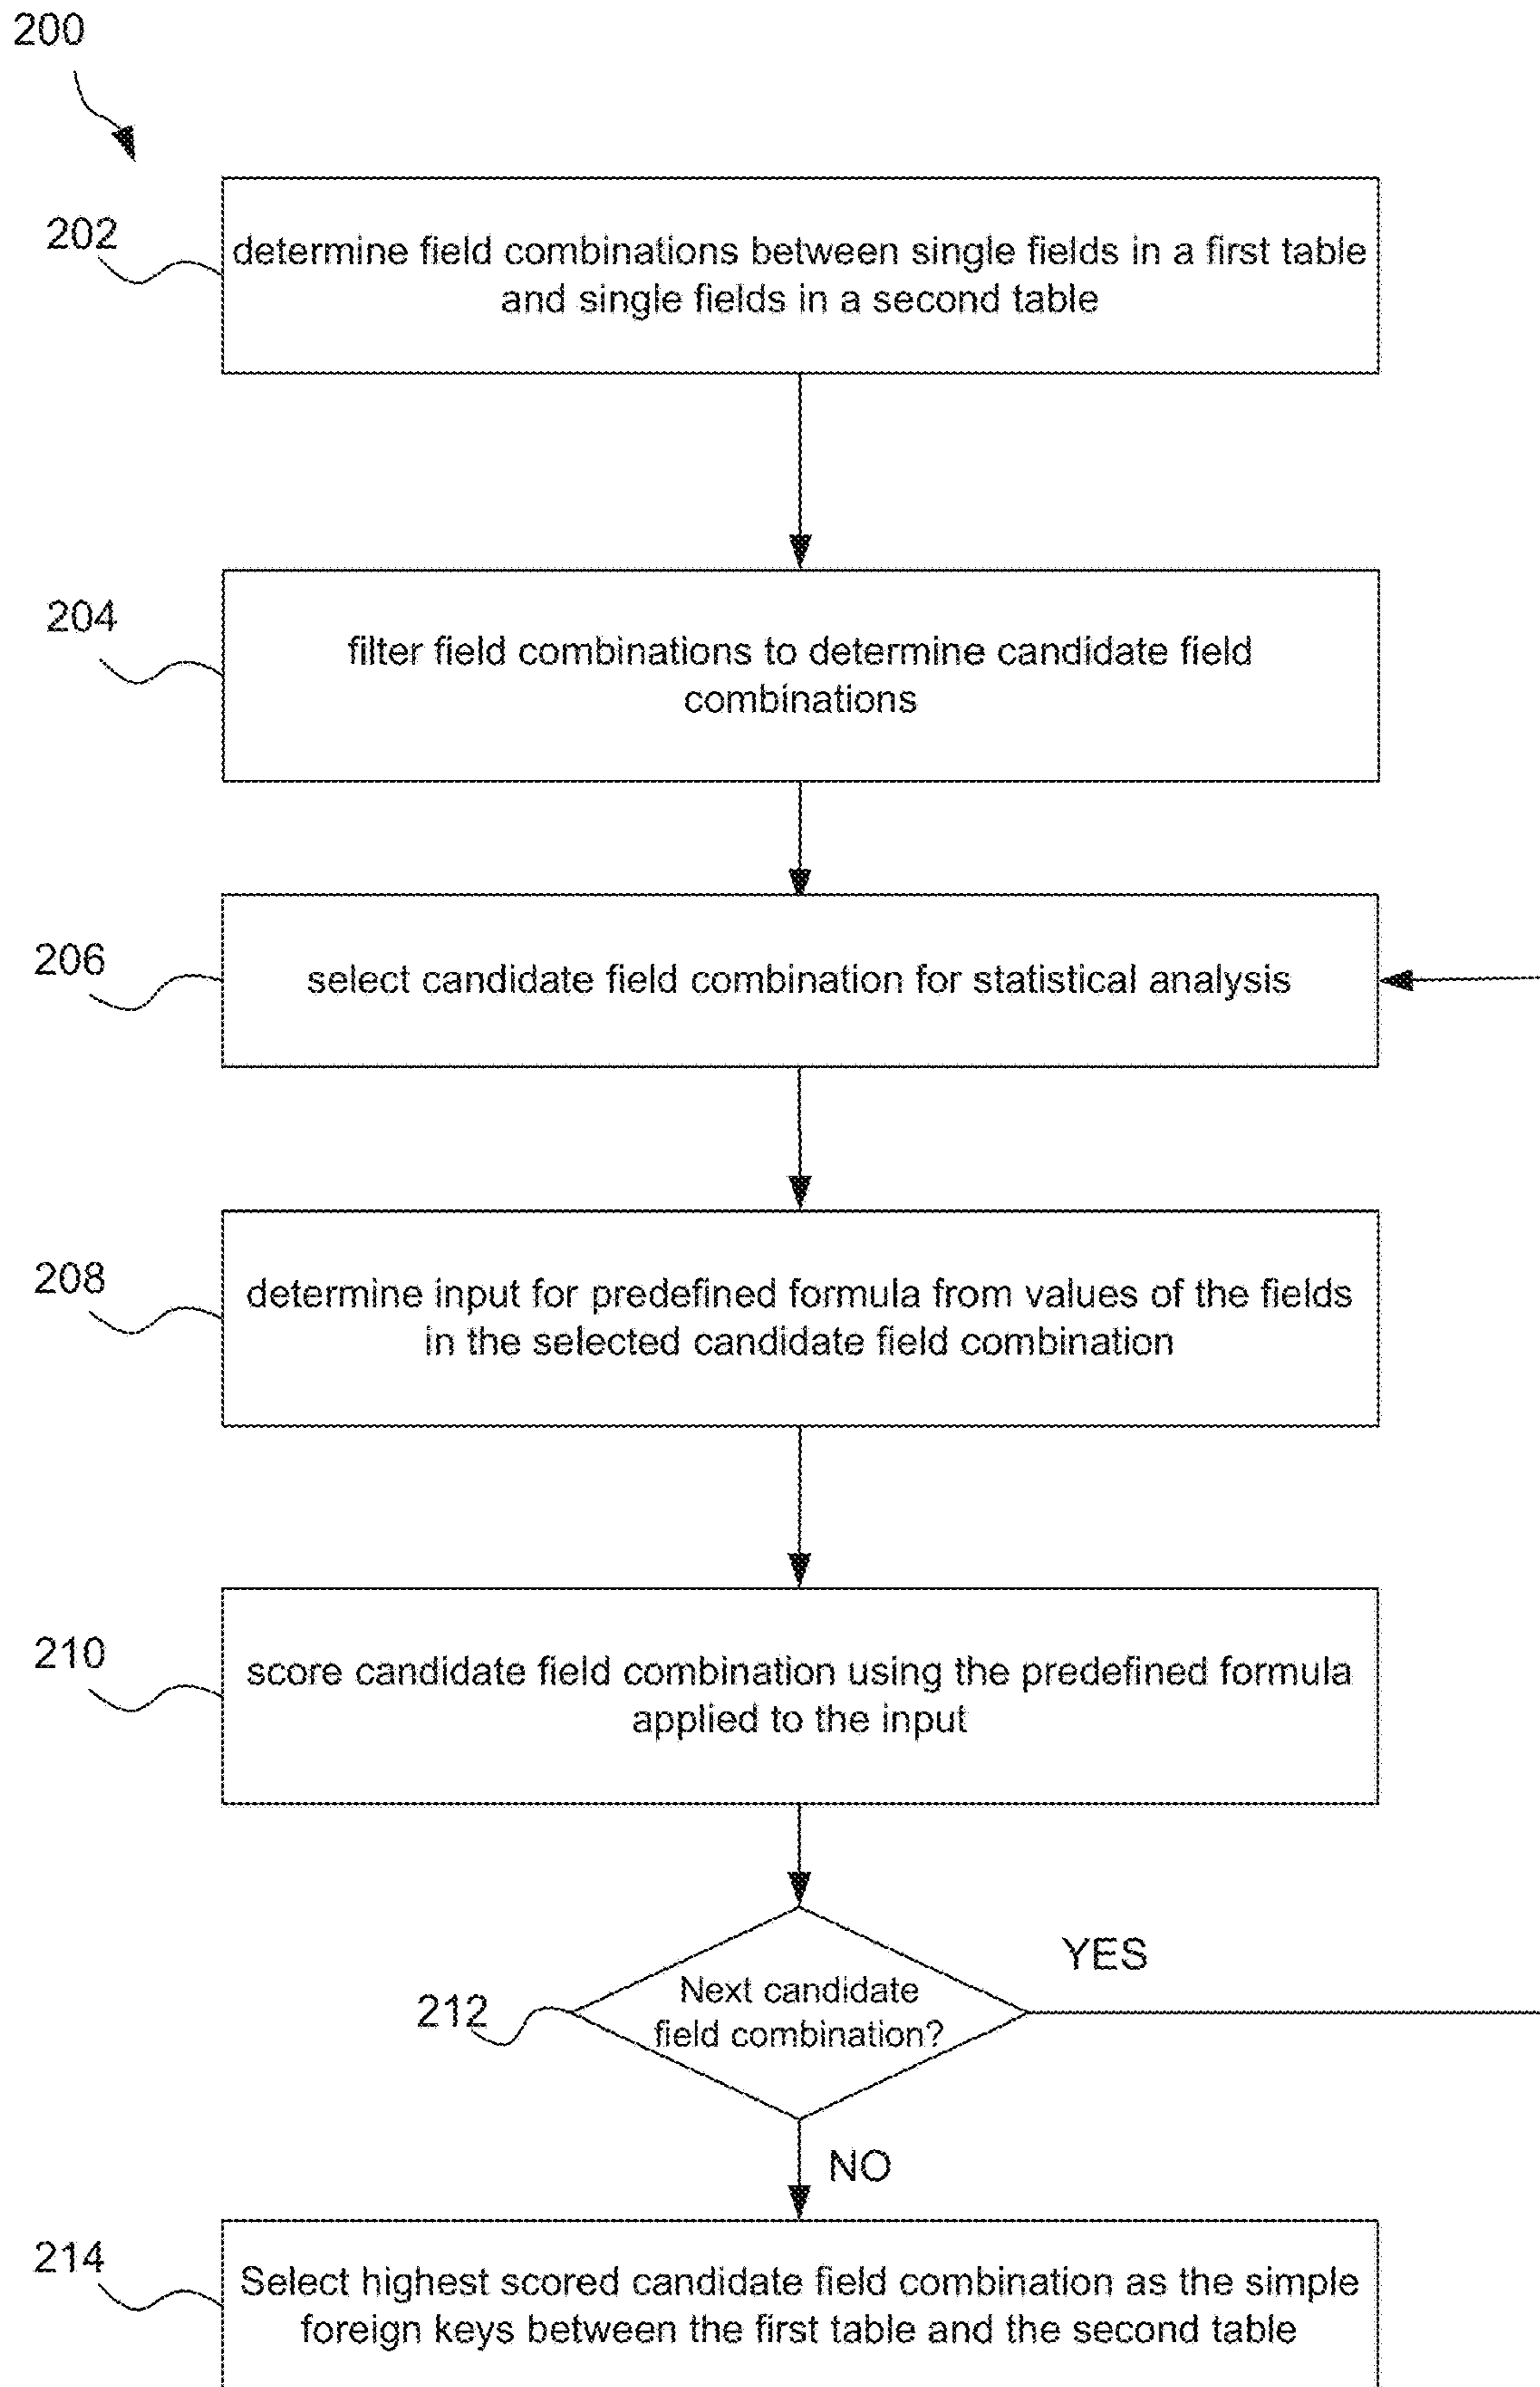 200
202
determine field combinations between single fields in a first table
and single fields in a second table
204
filter field combinations to determine candidate field
combinations
206
select candidate field combination for statistical analysis
208
determine input for predefined formula from values of the fields
in the selected candidate field combination
210
score candidate field combination using the predefined formula
applied to the input
YES
212
Next candidate
field combination?
NO
214
Select highest scored candidate field combination as the simple
foreign keys between the first table and the second table